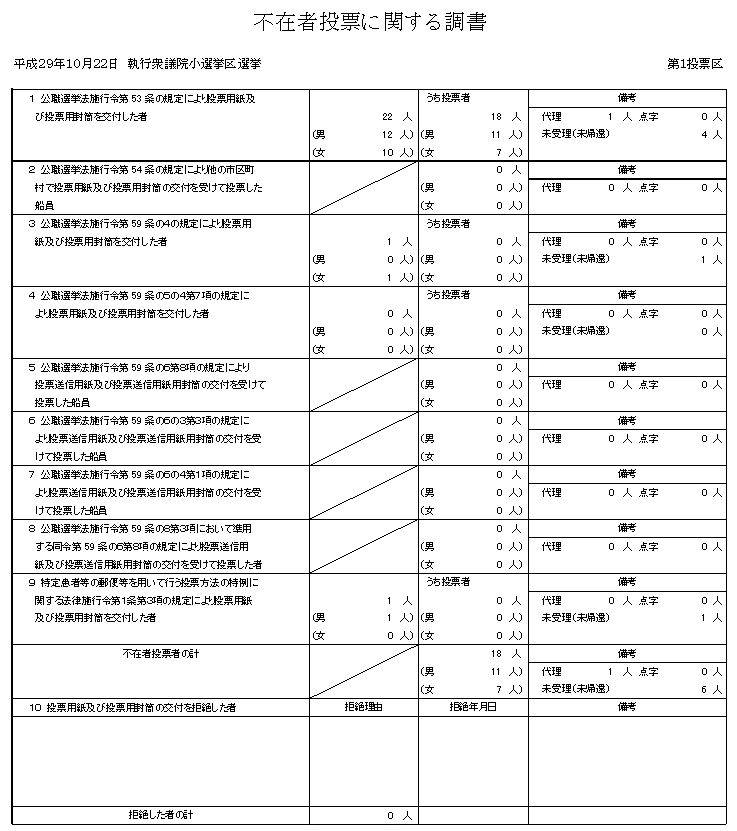 不在者投票に関する調書
平成29年10月22日 執行衆議院小選挙区選挙 第1投票区
1 公職選挙法施行令第53条の規定により投票用紙及 うち投票者 備考
び投票用封筒を交付した者 22 人 18 人 代理 1 人 点字 0 人
(男 12 人) (男 11 人) 未受理(未帰還) 4 人
(女 10 人) (女 7 人)
2 公職選挙法施行令第54条の規定により他の市区町 0 人 備考
村で投票用紙及び投票用封筒の交付を受けて投票した (男 0 人) 代理 0 人 点字 0 人
船員 (女 0 人)
3 公職選挙法施行令第59条の4の規定により投票用 うち投票者 備考
紙及び投票用封筒を交付した者 1 人 0 人 代理 0 人 点字 0 人
(男 0 人) (男 0 人) 未受理(未帰還) 1 人
(女 1 人) (女 0 人)
4 公職選挙法施行令第59条の5の4第7項の規定に うち投票者 備考
より投票用紙及び投票用封筒を交付した者 0 人 0 人 代理 0 人 点字 0 人
(男 0 人) (男 0 人) 未受理(未帰還) 0 人
(女 0 人) (女 0 人)
5 公職選挙法施行令第59条の6第8項の規定により 0 人 備考
投票送信用紙及び投票送信用紙用封筒の交付を受けて (男 0 人) 代理 0 人 点字 0 人
投票した船員 (女 0 人)
6 公職選挙法施行令第59条の6の3第3項の規定に 0 人 備考
より投票送信用紙及び投票送信用紙用封筒の交付を受 (男 0 人) 代理 0 人 点字 0 人
けて投票した船員 (女 0 人)
7 公職選挙法施行令第59条の6の4第1項の規定に 0 人 備考
より投票送信用紙及び投票送信用紙用封筒の交付を受 (男 0 人) 代理 0 人 点字 0 人
けて投票した船員 (女 0 人)
8 公職選挙法施行令第59条の8第3項において準用 0 人 備考
する同令第59条の6第8項の規定により投票送信用 (男 0 人) 代理 0 人 点字 0 人
紙及び投票送信用紙用封筒の交付を受けて投票した者 (女 0 人)
9 特定患者等の郵便等を用いて行う投票方法の特例に うち投票者 備考
関する法律施行令第1条第3項の規定により投票用紙 1 人 0 人 代理 0 人 点字 0 人
及び投票用封筒を交付した者 (男 1 人) (男 0 人) 未受理(未帰還) 1 人
(女 0 人) (女 0 人)
不在者投票者の計 18 人 備考
(男 11 人) 代理 1 人 点字 0 人
(女 7 人) 未受理(未帰還) 6 人
10 投票用紙及び投票用封筒の交付を拒絶した者 拒絶理由 拒絶年月日 備考
拒絶した者の計 0 人